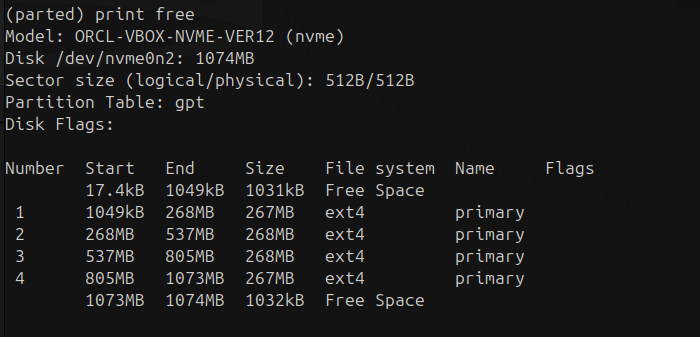 (parted) print free
Model: ORCL-VBOX-NVME-VER12 (nvme)
Disk /dev/nvme0n2: 1074MB
Sector size (logical/physical): 512B/512B
Partition Table: gpt
Disk Flags:
Number  Start   End     Size    File system  Name     Flags
        17.4kB  1049kB  1031kB  Free Space
 1      1049kB  268MB   267MB   ext4         primary
 2      268MB   537MB   268MB   ext4         primary
 3      537MB   805MB   268MB   ext4         primary
 4      805MB   1073MB  267MB   ext4         primary
        1073MB  1074MB  1032kB  Free Space